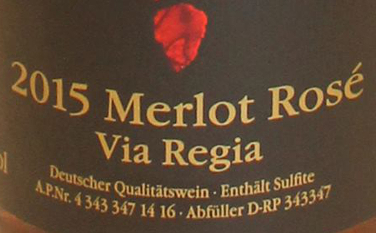 2015 Merlot Rosé
Via Regia
Deutscher Qualitätswein · Enthält Sulfite
A.P.Nr. 4 343 347 14 16 · Abfüller D-RP 343347